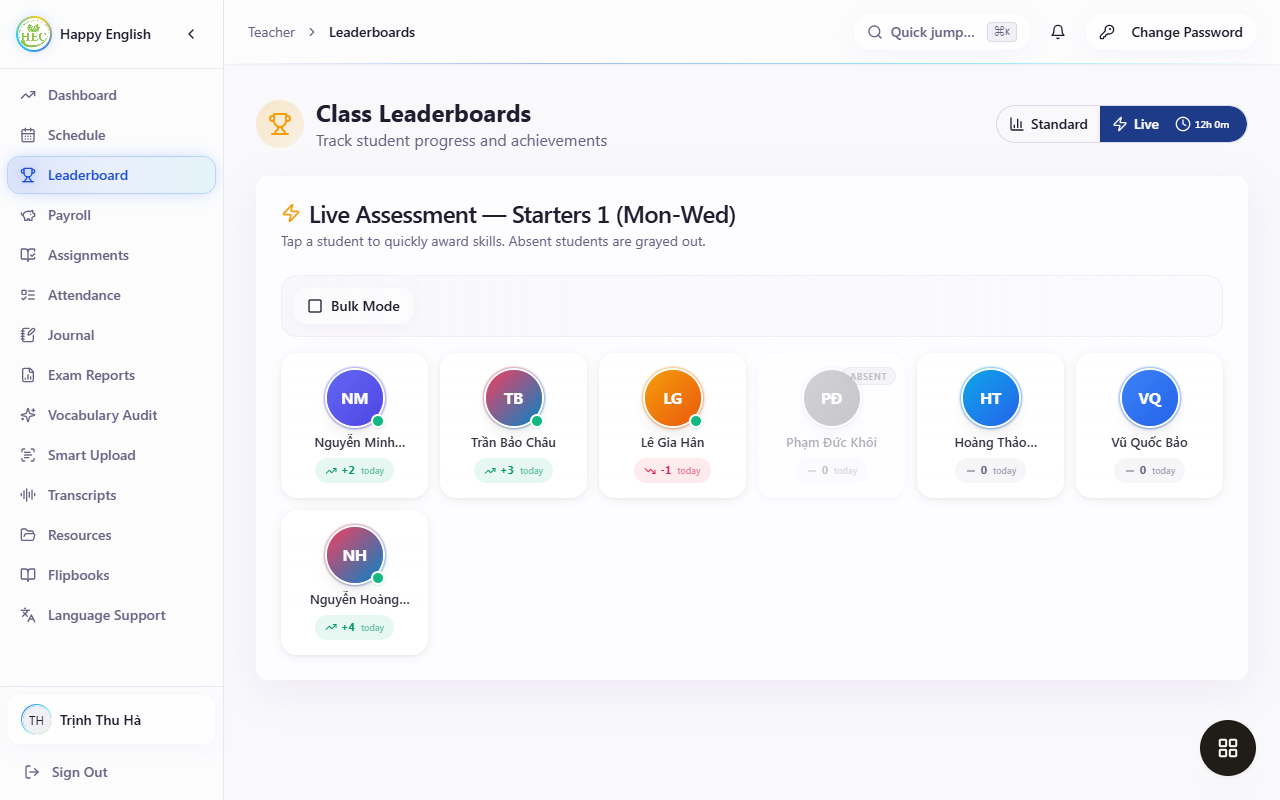 HEC
Happy English
Teacher
Leaderboards
Quick jump...
⌘K
Change Password
Dashboard
Schedule
Leaderboard
Payroll
Assignments
Attendance
Journal
Exam Reports
Vocabulary Audit
Smart Upload
Transcripts
Resources
Flipbooks
Language Support
TH
Trịnh Thu Hà
Sign Out
Class Leaderboards
Track student progress and achievements
Standard
Live
12h 0m
Live Assessment — Starters 1 (Mon-Wed)
Tap a student to quickly award skills. Absent students are grayed out.
Bulk Mode
NM
Nguyễn Minh...
+2 today
TB
Trần Bảo Châu
+3 today
LG
Lê Gia Hân
-1 today
PĐ
ABSENT
Phạm Đức Khôi
0 today
HT
Hoàng Thảo...
0 today
VQ
Vũ Quốc Bảo
0 today
NH
Nguyễn Hoàng...
+4 today